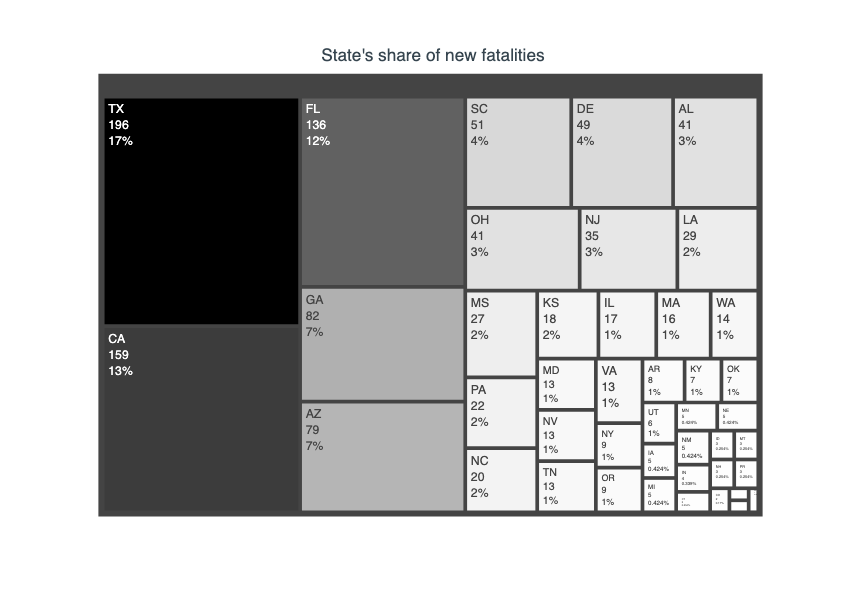 State's share of new fatalities
TX
196
17%
CA
159
13%
FL
136
12%
GA
82
7%
AZ
79
7%
SC
51
4%
DE
49
4%
AL
41
3%
OH
41
3%
NJ
35
3%
LA
29
2%
MS
27
2%
PA
22
2%
NC
20
2%
KS
18
2%
IL
17
1%
MA
16
1%
WA
14
1%
MD
13
1%
NV
13
1%
TN
13
1%
VA
13
1%
NY
9
1%
OR
9
1%
AR
8
1%
KY
7
1%
OK
7
1%
UT
6
1%
IA
5
0.424%
MI
5
0.424%
MN
5
0.424%
NE
5
0.424%
NM
5
0.424%
IN
4
0.339%
ID
3
0.254%
MT
3
0.254%
3
0.254%
PR
3
0.254%